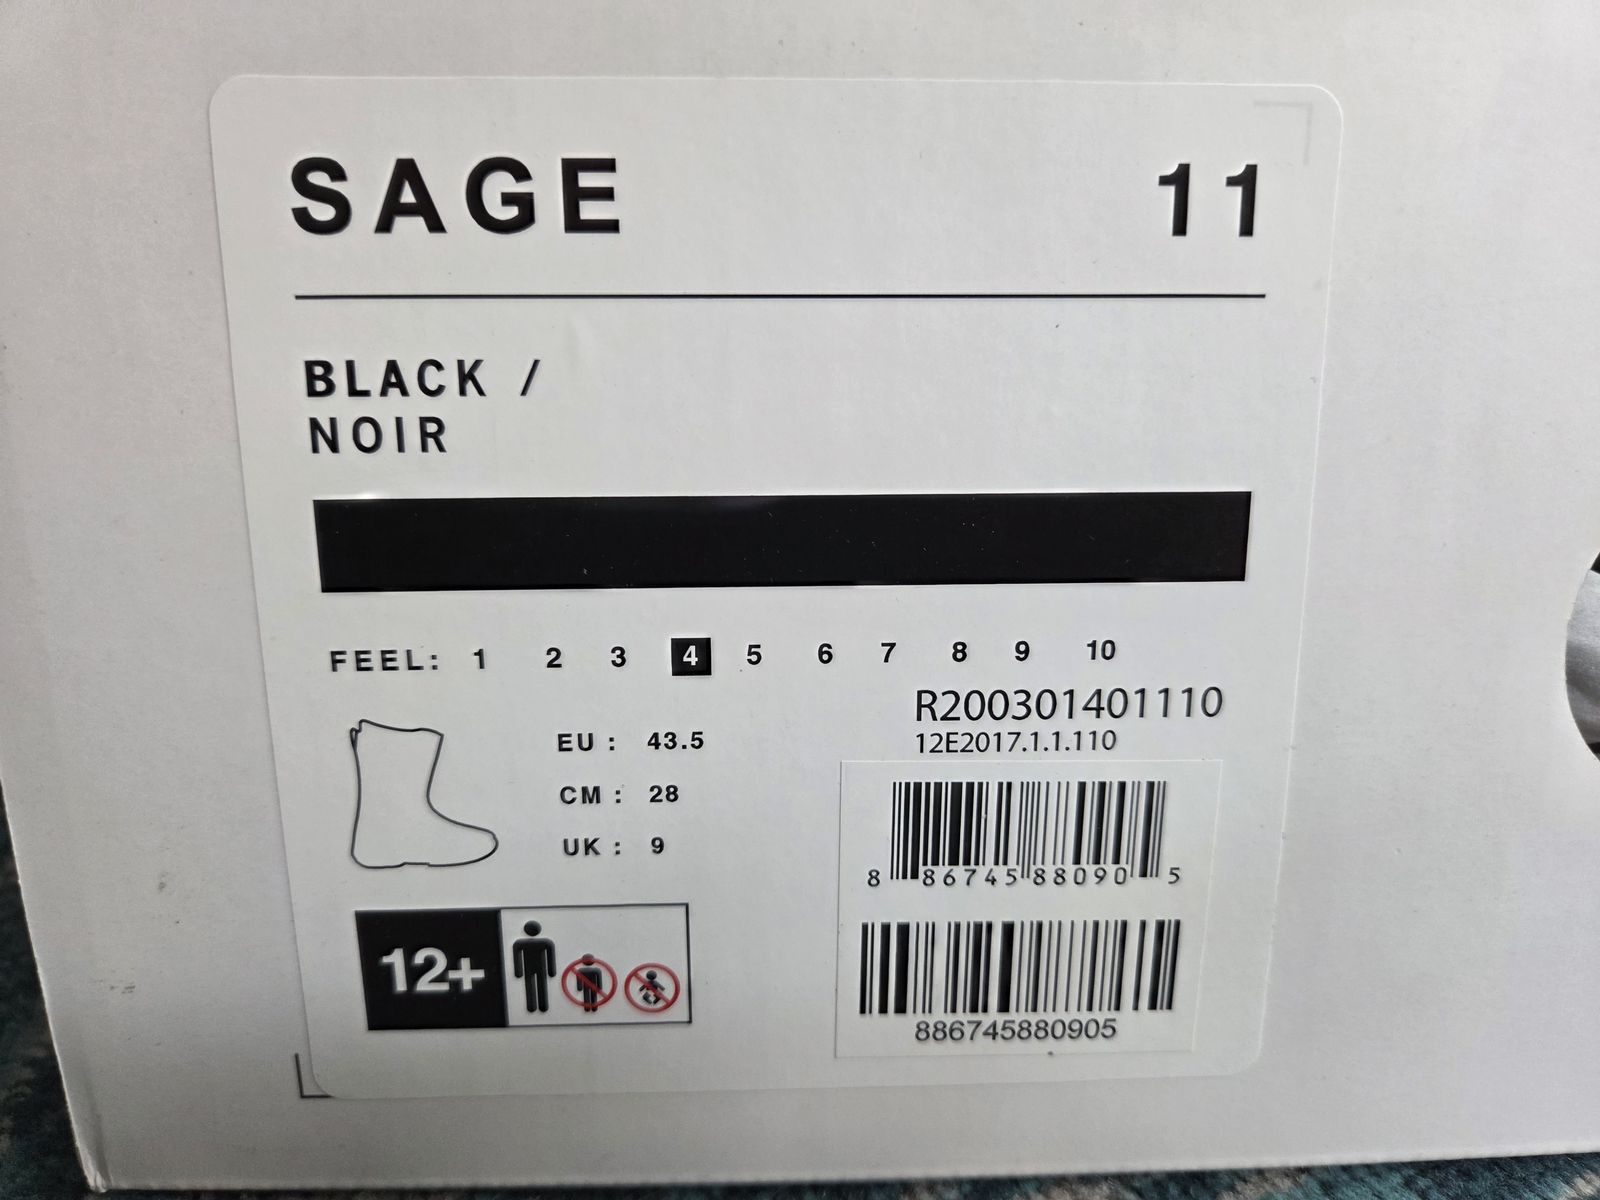 SAGE 11
BLACK /
NOIR
FEEL: 1 2 3 4 5 6 7 8 9 10
R200301401110
12E2017.1.1.110
EU : 43.5
CM : 28
UK : 9
8 86745 88090 5
12+
886745880905